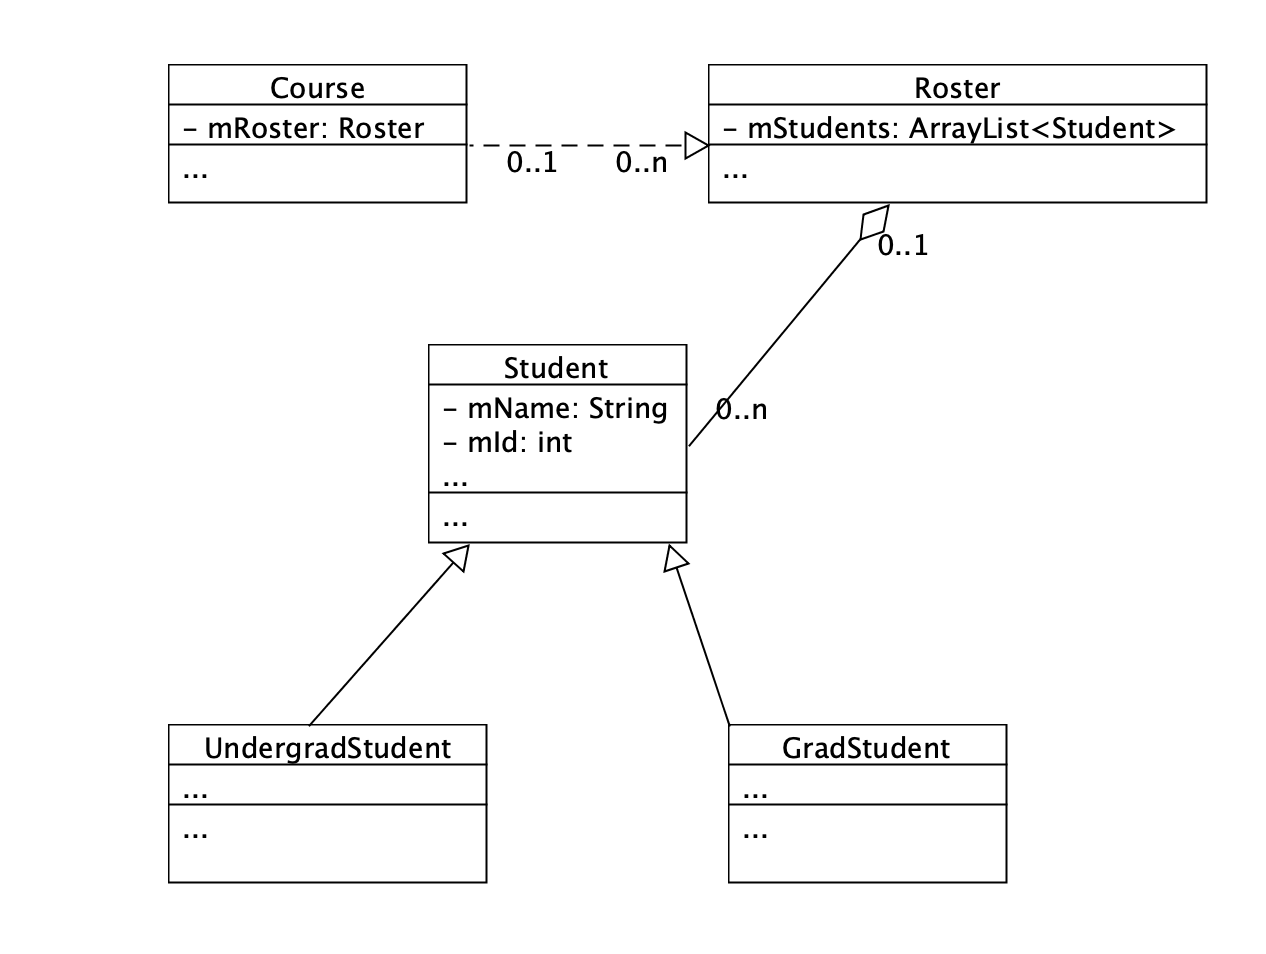 Course
- mRoster: Roster
...
Roster
- mStudents: ArrayList<Student>
...
0..1
0..n
0..1
Student
- mName: String
- mId: int
...
...
0..n
UndergradStudent
...
...
GradStudent
...
...